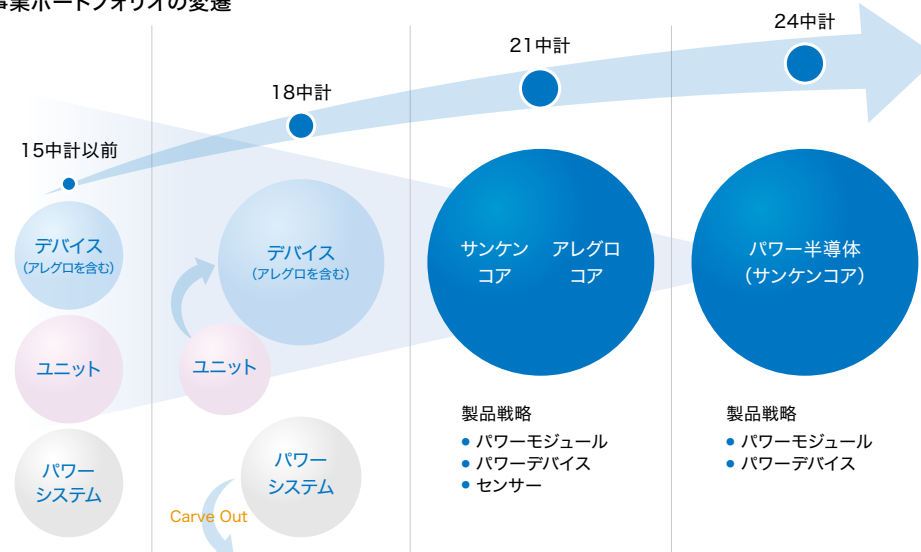 事業ポートフォリオの変遷
15中計以前
デバイス
（アレグロを含む）
ユニット
パワー
システム
18中計
デバイス
（アレグロを含む）
ユニット
パワー
システム
Carve Out
21中計
サンケン
コア
アレグロ
コア
製品戦略
● パワーモジュール
● パワーデバイス
● センサー
24中計
パワー半導体
（サンケンコア）
製品戦略
● パワーモジュール
● パワーデバイス